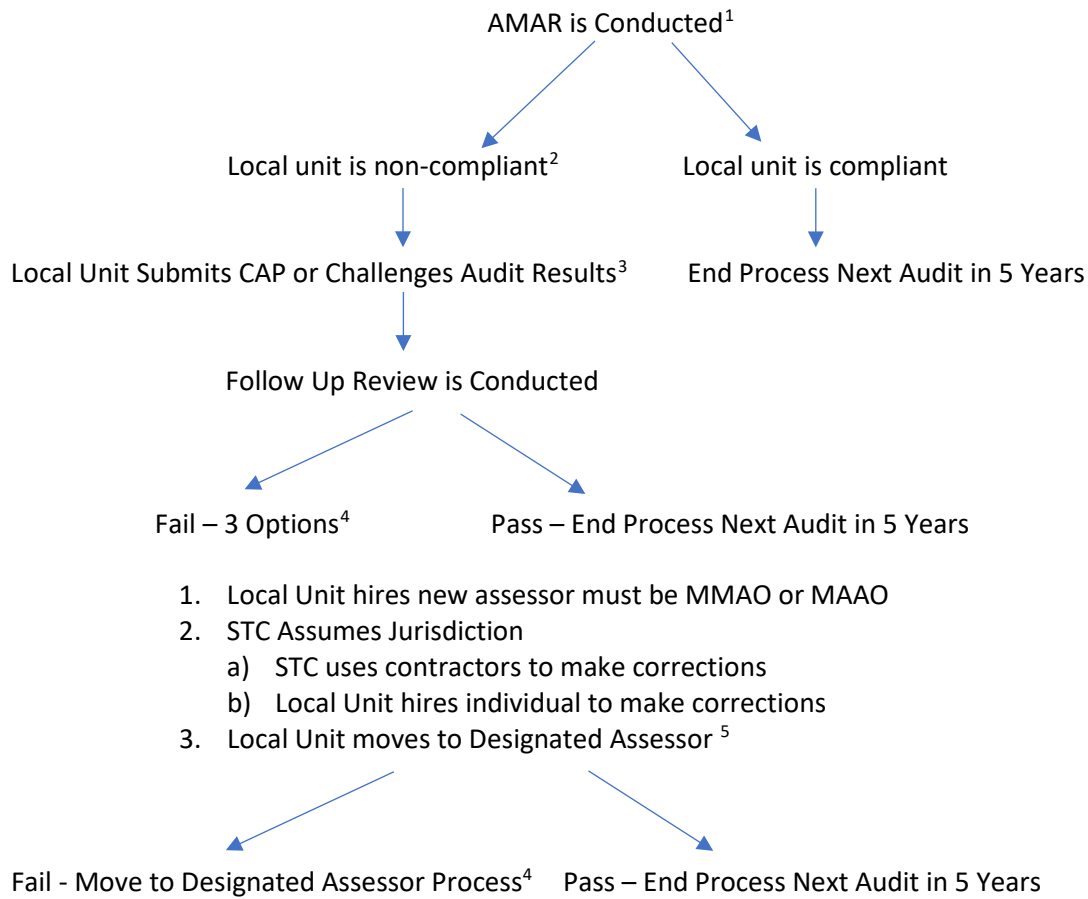 AMAR is Conducted1
Local unit is non-compliant2
Local unit is compliant
Local Unit Submits CAP or Challenges Audit Results3
End Process Next Audit in 5 Years
Follow Up Review is Conducted
Fail – 3 Options4
Pass – End Process Next Audit in 5 Years
1. Local Unit hires new assessor must be MMAO or MAAO
2. STC Assumes Jurisdiction
a) STC uses contractors to make corrections
b) Local Unit hires individual to make corrections
3. Local Unit moves to Designated Assessor 5
Fail - Move to Designated Assessor Process4
Pass – End Process Next Audit in 5 Years